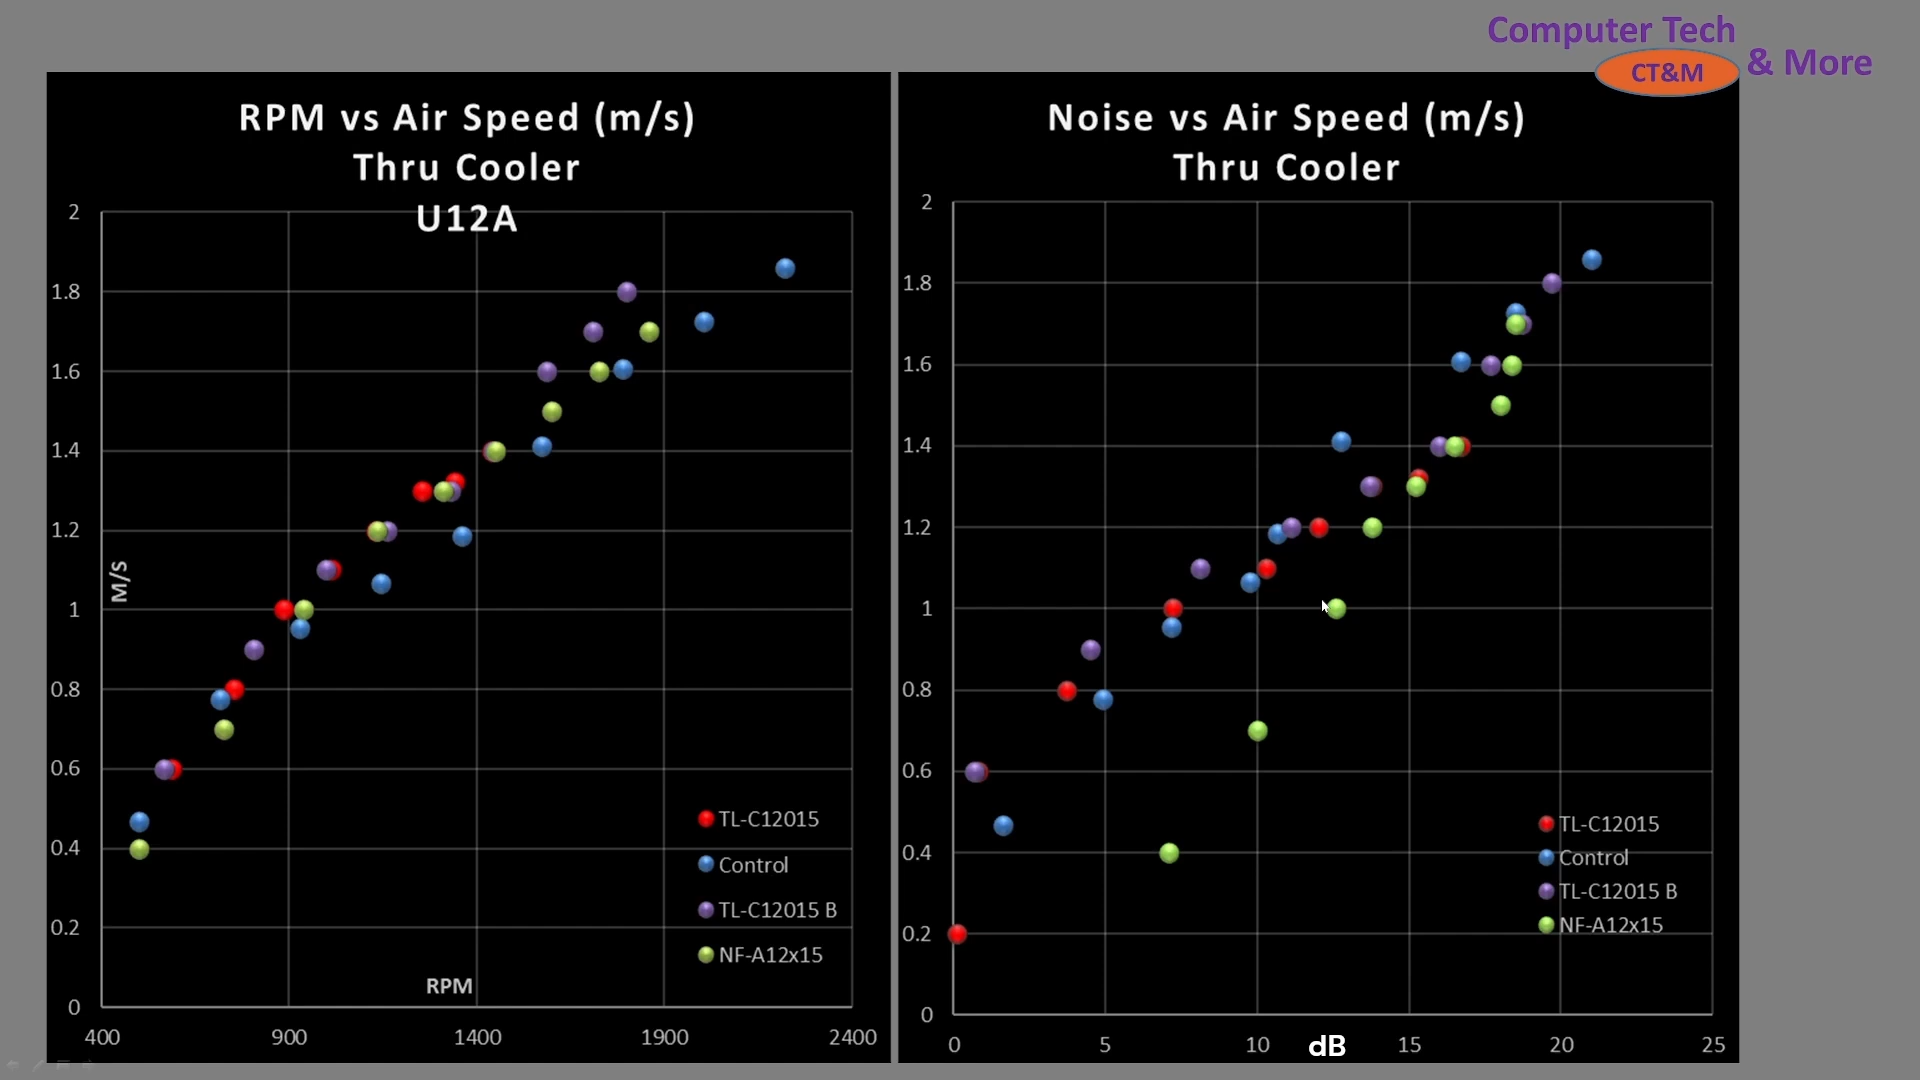 Computer Tech
CT&M
& More
RPM vs Air Speed (m/s)
Thru Cooler
U12A
2
1.8
1.6
1.4
1.2
1
0.8
0.6
0.4
0.2
0
M/S
TL-C12015
Control
TL-C12015 B
NF-A12x15
RPM
400 900 1400 1900 2400
Noise vs Air Speed (m/s)
Thru Cooler
2
1.8
1.6
1.4
1.2
1
0.8
0.6
0.4
0.2
0
TL-C12015
Control
TL-C12015 B
NF-A12x15
0 5 10 dB 15 20 25